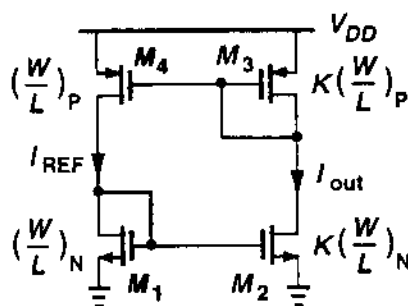 V_DD
M_4 M_3
(W/L)_P K(W/L)_P
I_REF I_out
(W/L)_N K(W/L)_N
M_1 M_2